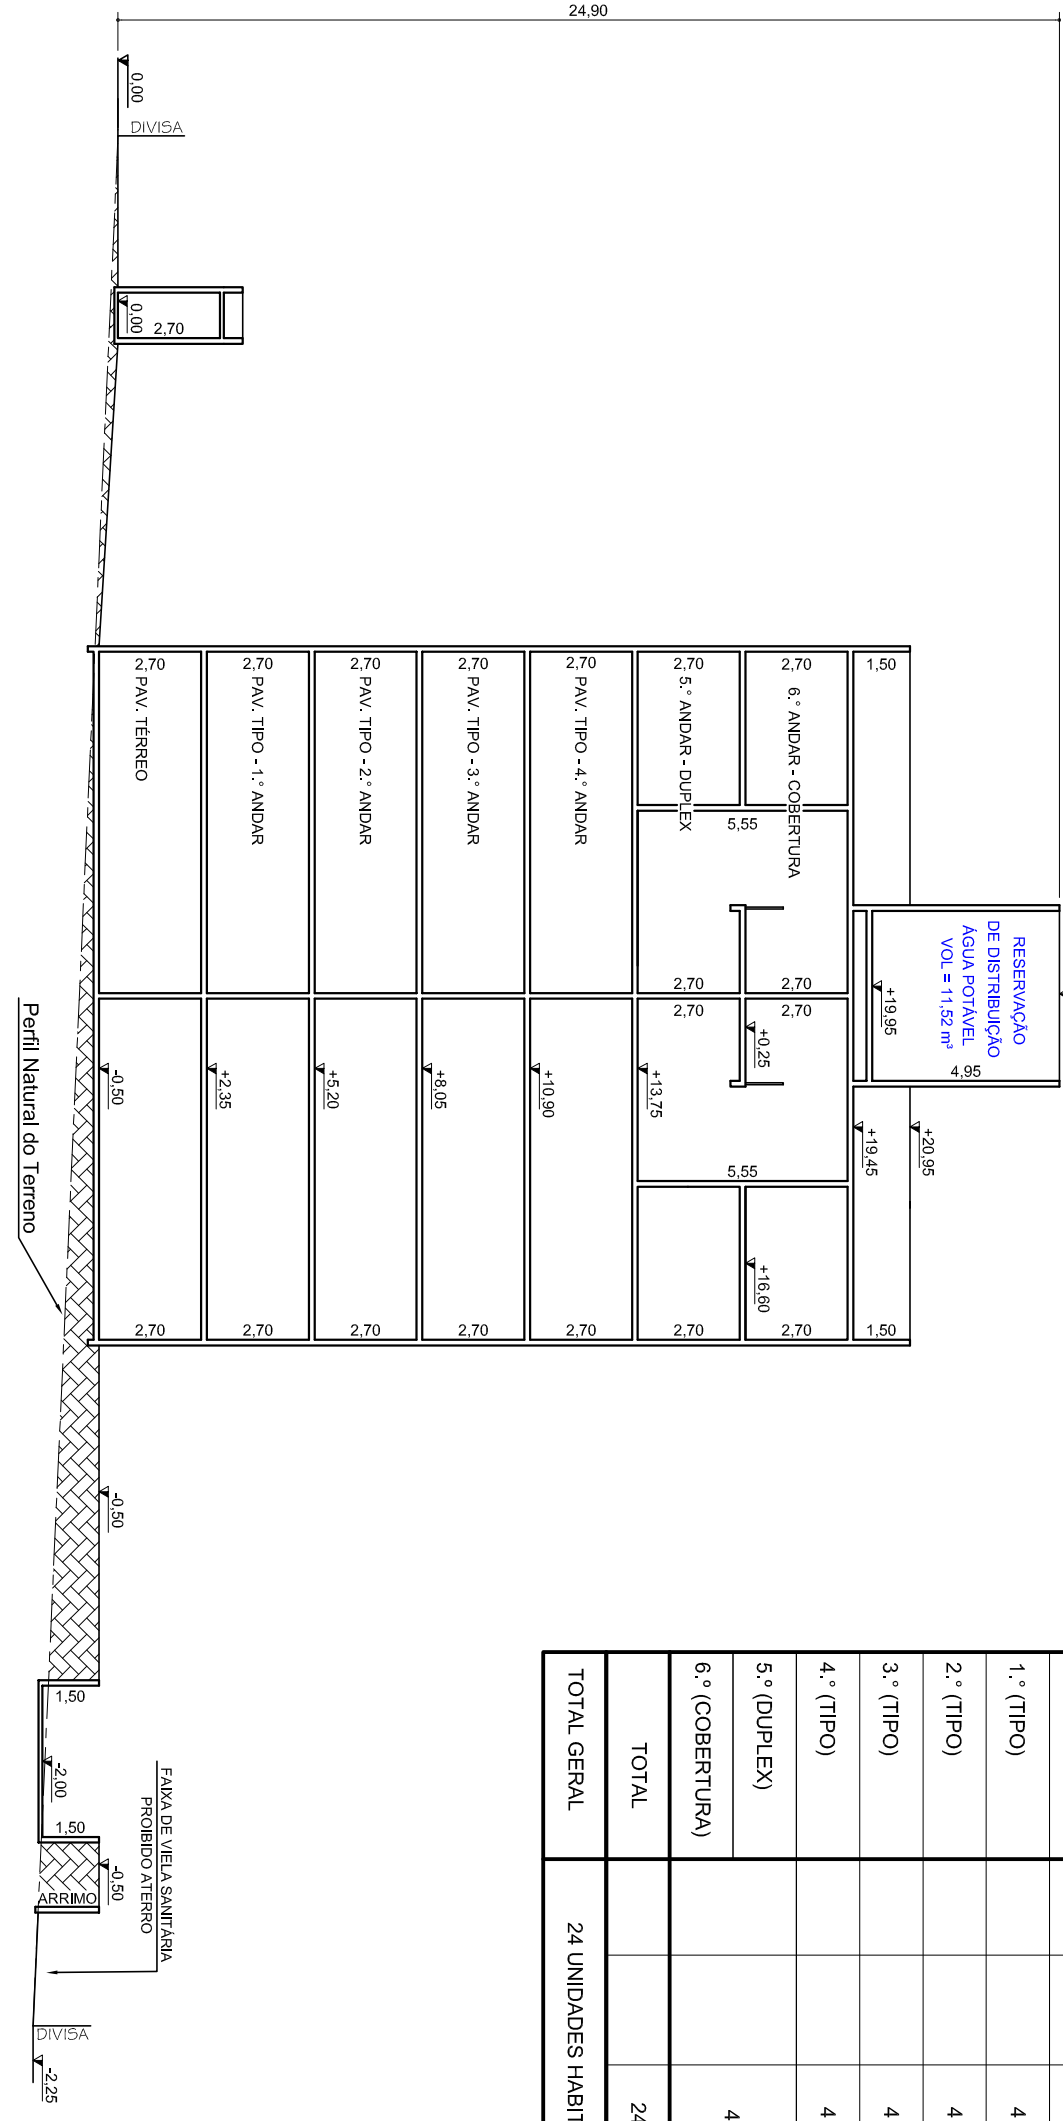 24,90
0,00
DIVISA
0,00
2,70
2,70
2,70
2,70
2,70
2,70
2,70
2,70
1,50
PAV. TÉRREO
PAV. TIPO - 1.° ANDAR
PAV. TIPO - 2.° ANDAR
PAV. TIPO - 3.° ANDAR
PAV. TIPO - 4.° ANDAR
5.° ANDAR - DUPLEX
6.° ANDAR - COBERTURA
5,55
RESERVAÇÃO
DE DISTRIBUIÇÃO
ÁGUA POTÁVEL
VOL = 11,52 m³
+19,95
4,95
2,70
2,70
2,70
2,70
+0,25
-0,50
+2,35
+5,20
+8,05
+10,90
+13,75
+19,45
+20,95
5,55
+16,60
2,70
2,70
2,70
2,70
2,70
2,70
2,70
1,50
Perfil Natural do Terreno
-0,50
1,50
-2,00
1,50
-0,50
ARRIMO
FAIXA DE VIELA SANITÁRIA
PROIBIDO ATERRO
DIVISA
-2,25
1.° (TIPO) 4
2.° (TIPO) 4
3.° (TIPO) 4
4.° (TIPO) 4
5.° (DUPLEX)
6.° (COBERTURA) 4
TOTAL 24
TOTAL GERAL 24 UNIDADES HABIT